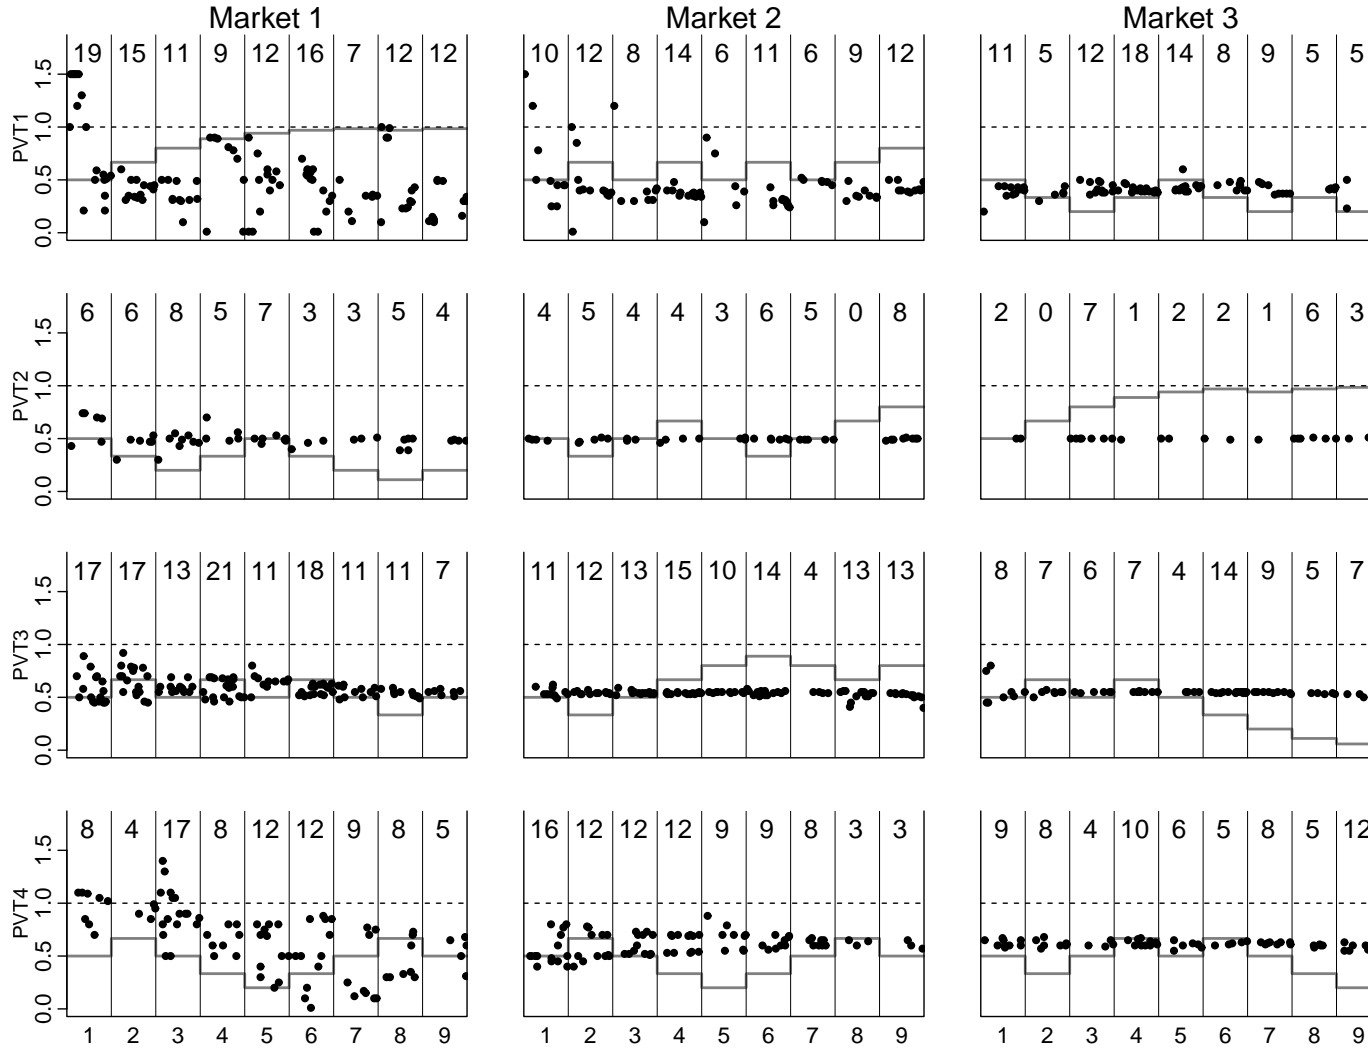 Market 1 Market 2 Market 3
19 15 11 9 12 16 7 12 12 10 12 8 14 6 11 6 9 12 11 5 12 18 14 8 9 5 5
PVT1
0.0 0.5 1.0 1.5
6 6 8 5 7 3 3 5 4 4 5 4 4 3 6 5 0 8 2 0 7 1 2 2 1 6 3
PVT2
0.0 0.5 1.0 1.5
17 17 13 21 11 18 11 11 7 11 12 13 15 10 14 4 13 13 8 7 6 7 4 14 9 5 7
PVT3
0.0 0.5 1.0 1.5
8 4 17 8 12 12 9 8 5 16 12 12 12 9 9 8 3 3 9 8 4 10 6 5 8 5 12
PVT4
0.0 0.5 1.0 1.5
1 2 3 4 5 6 7 8 9 1 2 3 4 5 6 7 8 9 1 2 3 4 5 6 7 8 9